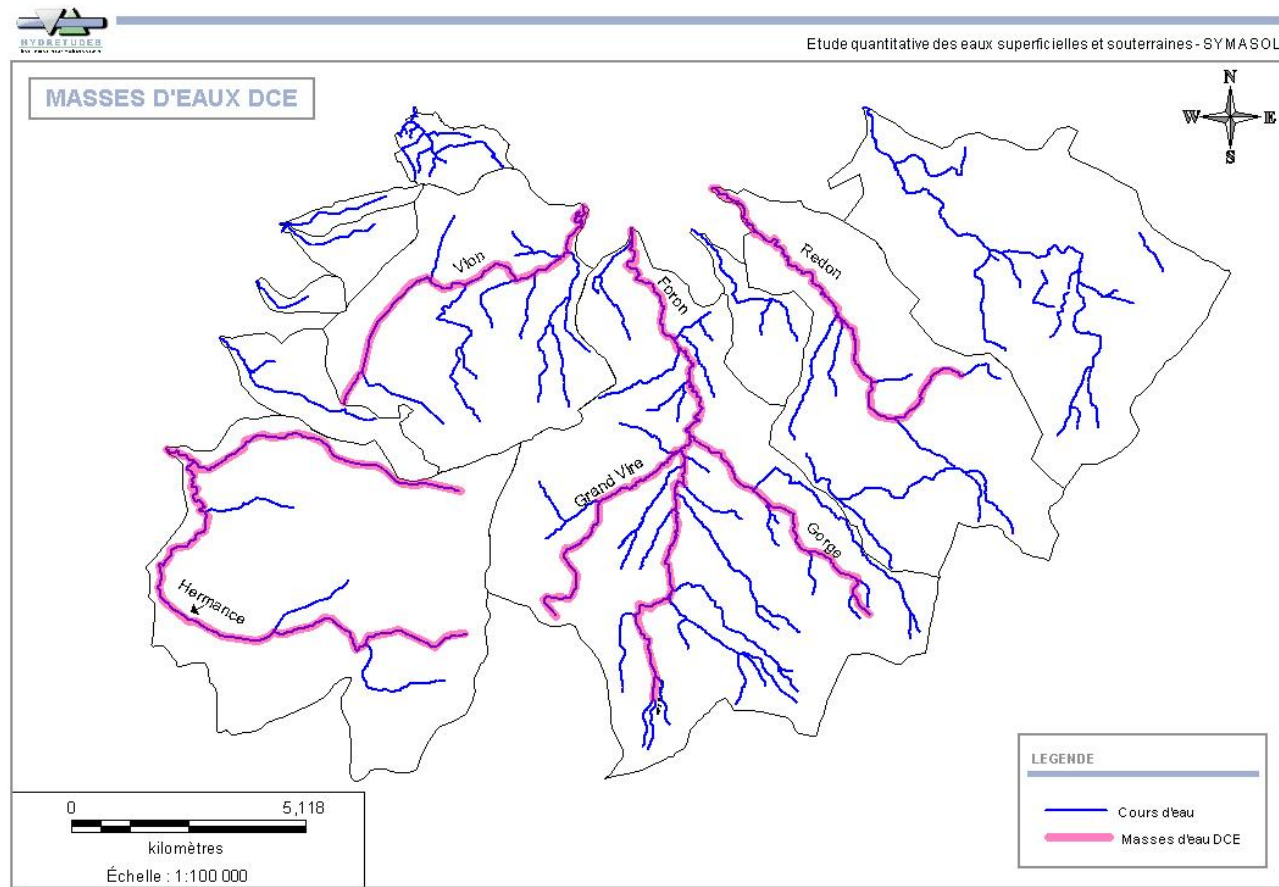 HYDRETUDES
Etude quantitative des eaux superficielles et souterraines - SYMASOL
MASSES D'EAUX DCE
N
W E
S
Vion
Foron
Redon
Grand Vire
Gorge
Hermance
LEGENDE
Cours d'eau
Masses d'eau DCE
0 5,118
kilomètres
Échelle : 1:100 000